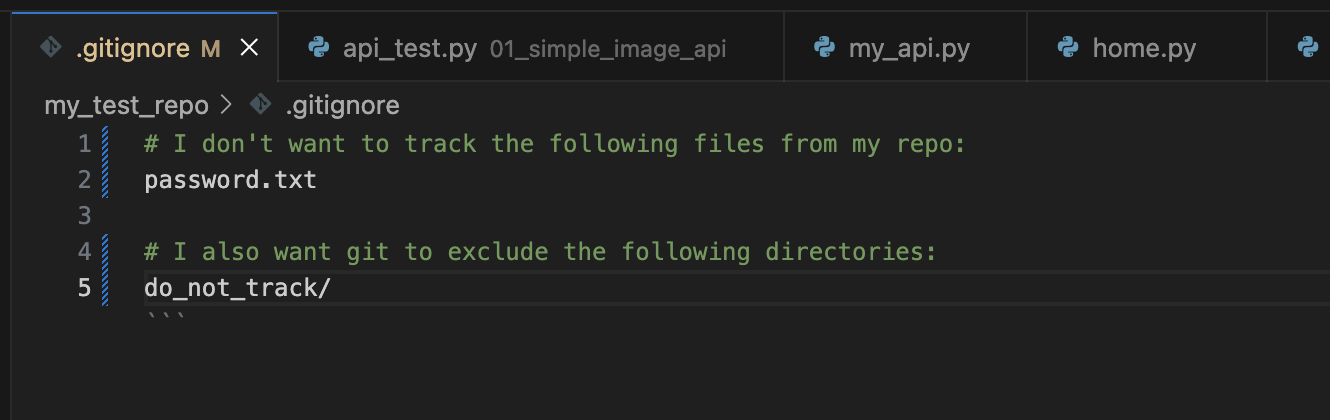 .gitignore M × api_test.py 01_simple_image_api my_api.py home.py
my_test_repo > .gitignore
1 # I don't want to track the following files from my repo:
2 password.txt
3
4 # I also want git to exclude the following directories:
5 do_not_track/
```